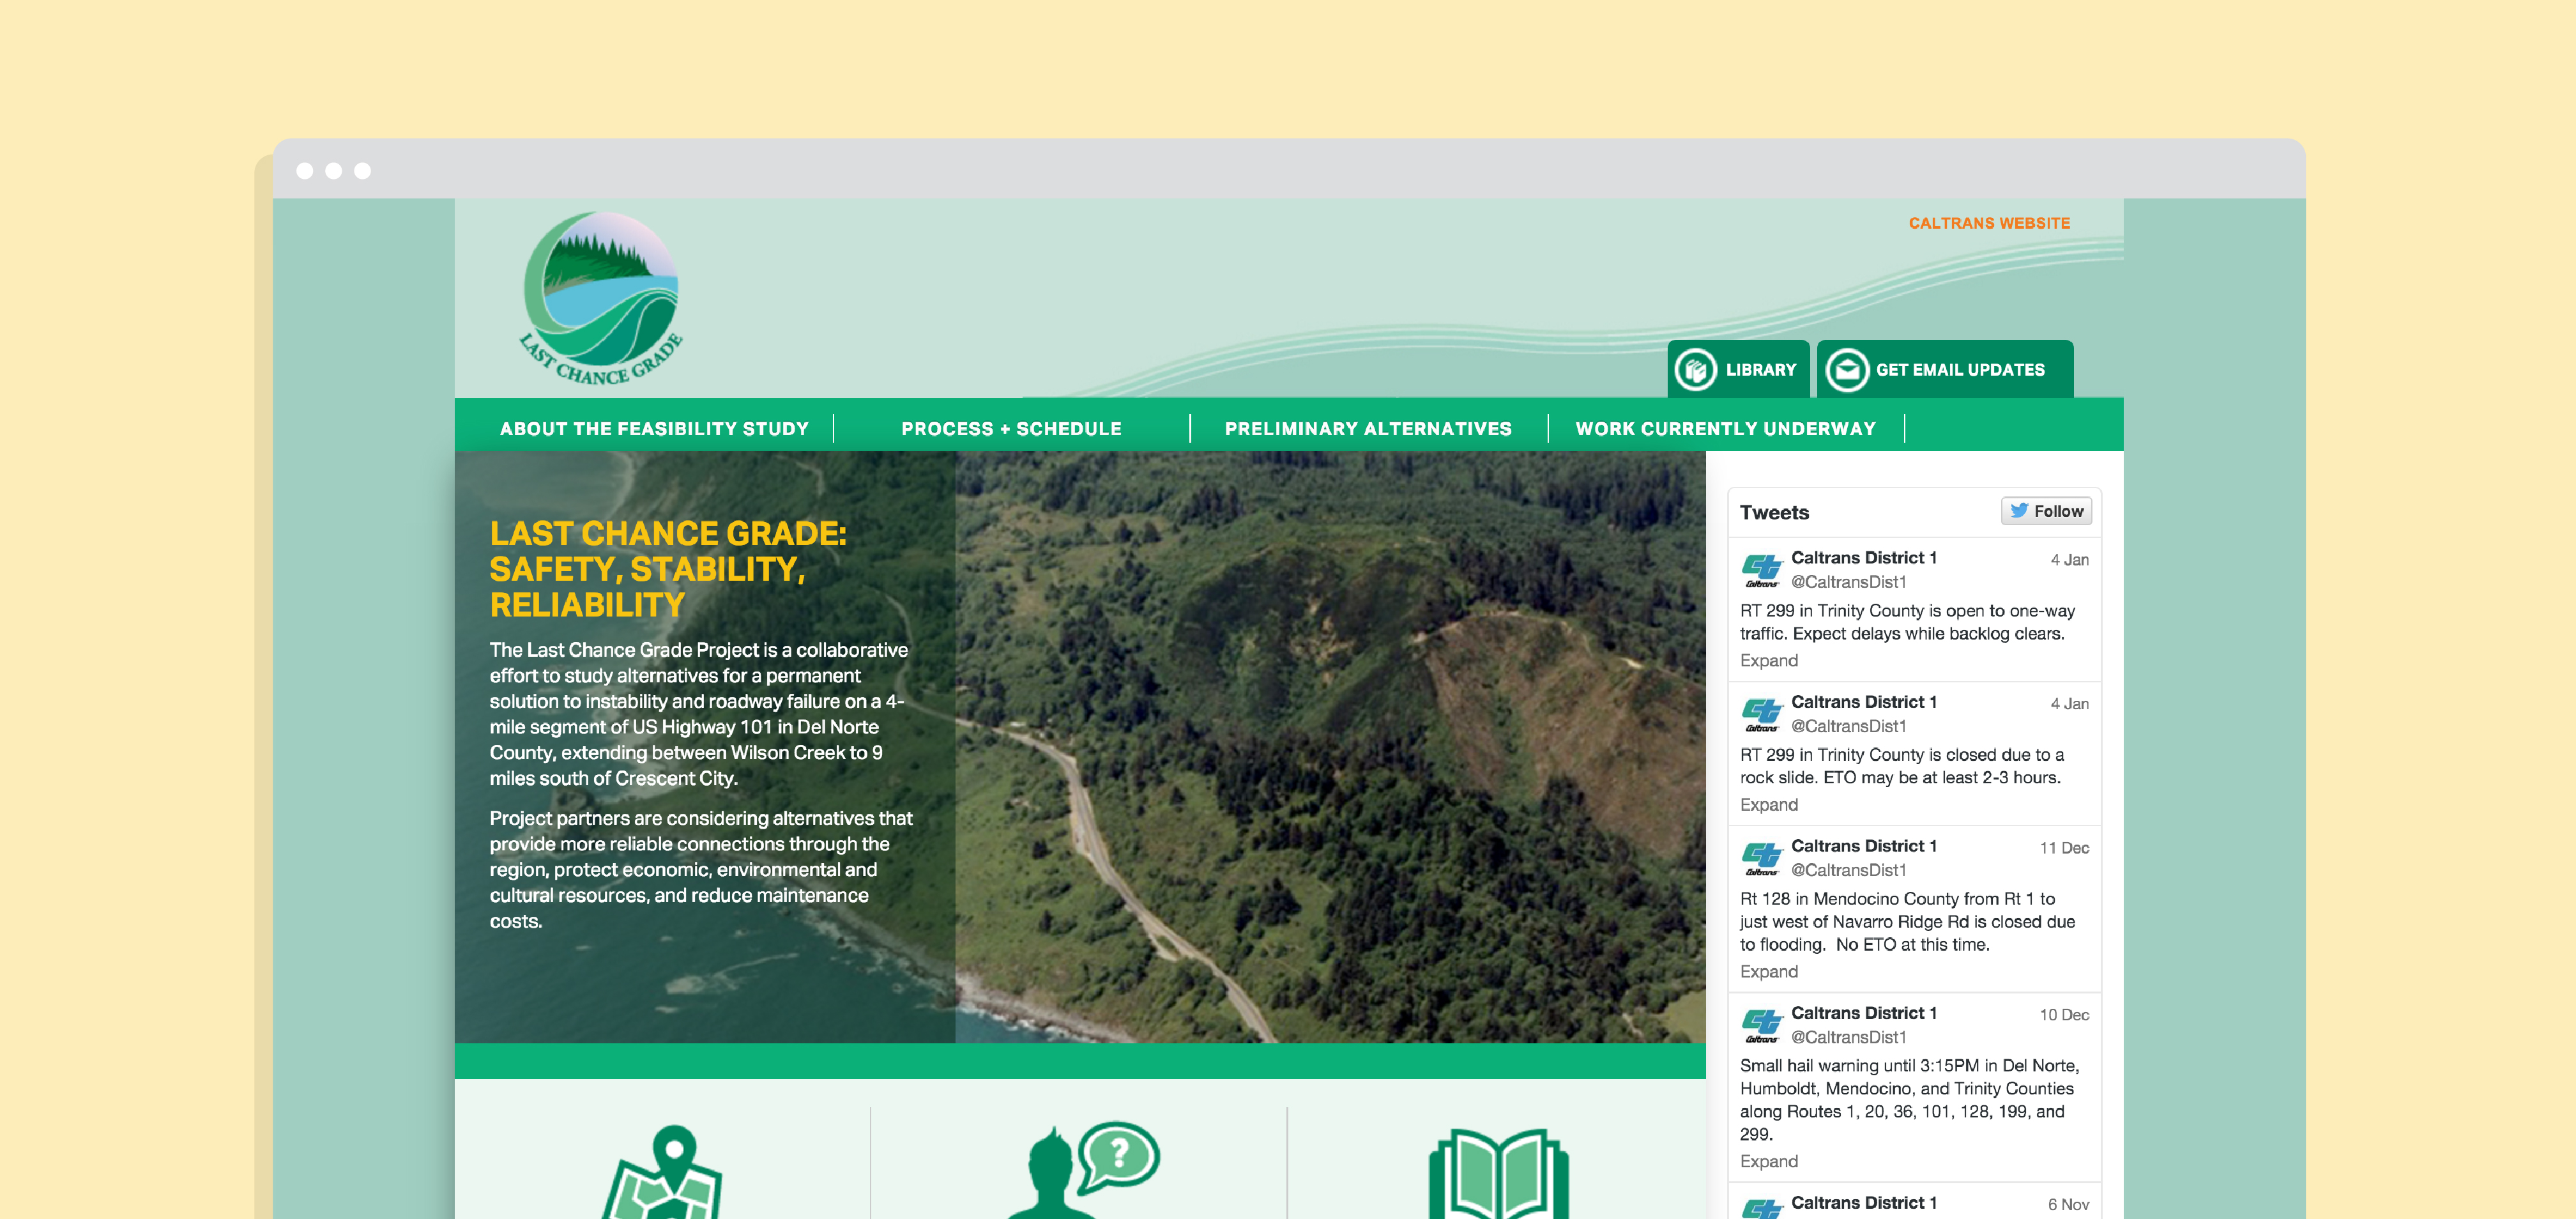 CALTRANS WEBSITE
LAST CHANCE GRADE
LIBRARY
GET EMAIL UPDATES
ABOUT THE FEASIBILITY STUDY
PROCESS + SCHEDULE
PRELIMINARY ALTERNATIVES
WORK CURRENTLY UNDERWAY
LAST CHANCE GRADE:
SAFETY, STABILITY,
RELIABILITY
The Last Chance Grade Project is a collaborative
effort to study alternatives for a permanent
solution to instability and roadway failure on a 4-
mile segment of US Highway 101 in Del Norte
County, extending between Wilson Creek to 9
miles south of Crescent City.
Project partners are considering alternatives that
provide more reliable connections through the
region, protect economic, environmental and
cultural resources, and reduce maintenance
costs.
Tweets
Follow
Caltrans
Caltrans District 1
4 Jan
@CaltransDist1
RT 299 in Trinity County is open to one-way
traffic. Expect delays while backlog clears.
Expand
Caltrans
Caltrans District 1
4 Jan
@CaltransDist1
RT 299 in Trinity County is closed due to a
rock slide. ETO may be at least 2-3 hours.
Expand
Caltrans
Caltrans District 1
11 Dec
@CaltransDist1
Rt 128 in Mendocino County from Rt 1 to
just west of Navarro Ridge Rd is closed due
to flooding.  No ETO at this time.
Expand
Caltrans
Caltrans District 1
10 Dec
@CaltransDist1
Small hail warning until 3:15PM in Del Norte,
Humboldt, Mendocino, and Trinity Counties
along Routes 1, 20, 36, 101, 128, 199, and
299.
Expand
Caltrans District 1
6 Nov
?